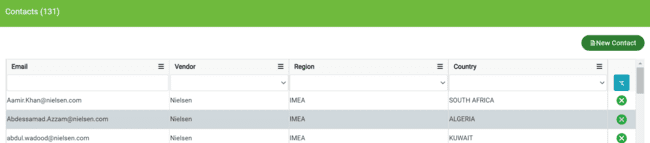 Contacts (131)
New Contact
Email Vendor Region Country
Aamir.Khan@nielsen.com Nielsen IMEA SOUTH AFRICA
Abdessamad.Azzam@nielsen.com Nielsen IMEA ALGERIA
abdul.wadood@nielsen.com Nielsen IMEA KUWAIT